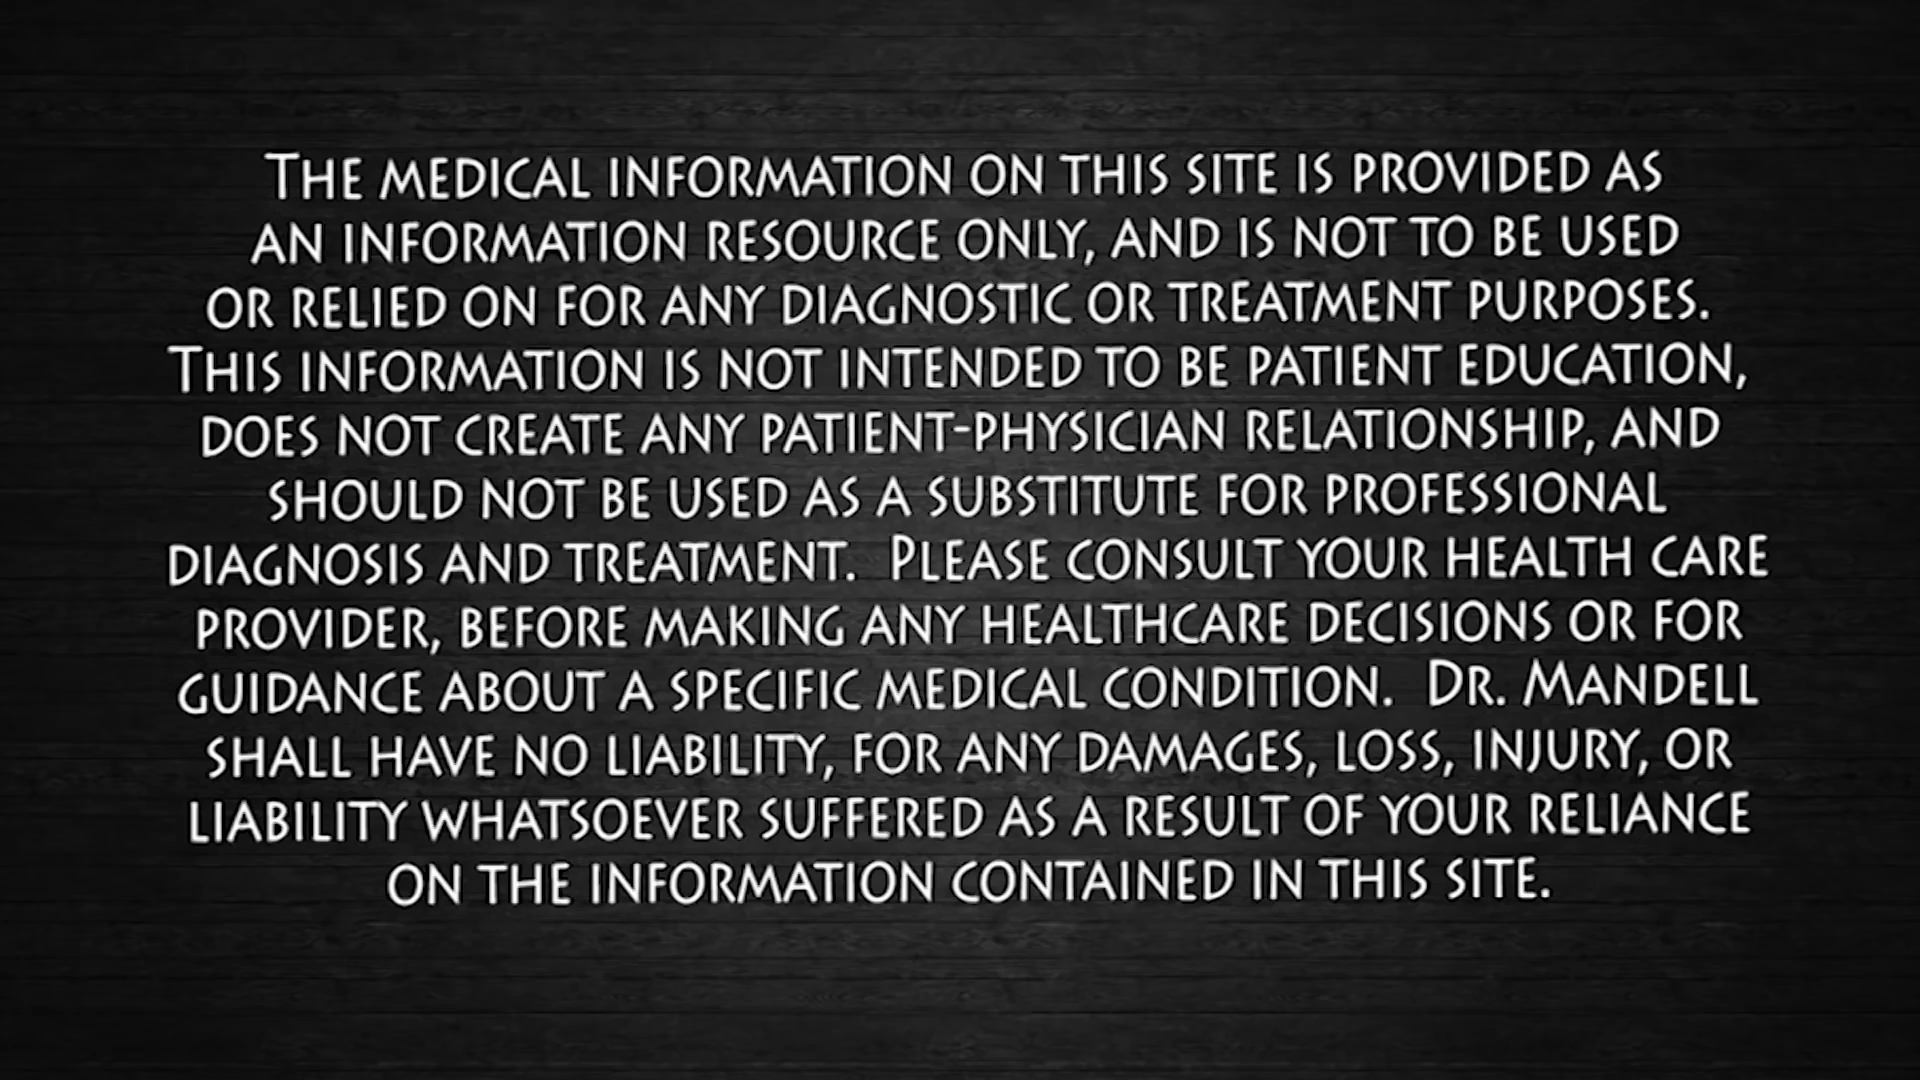 The medical information on this site is provided as
an information resource only, and is not to be used
or relied on for any diagnostic or treatment purposes.
This information is not intended to be patient education,
does not create any patient-physician relationship, and
should not be used as a substitute for professional
diagnosis and treatment.  Please consult your health care
provider, before making any healthcare decisions or for
guidance about a specific medical condition.  Dr. Mandell
shall have no liability, for any damages, loss, injury, or
liability whatsoever suffered as a result of your reliance
on the information contained in this site.